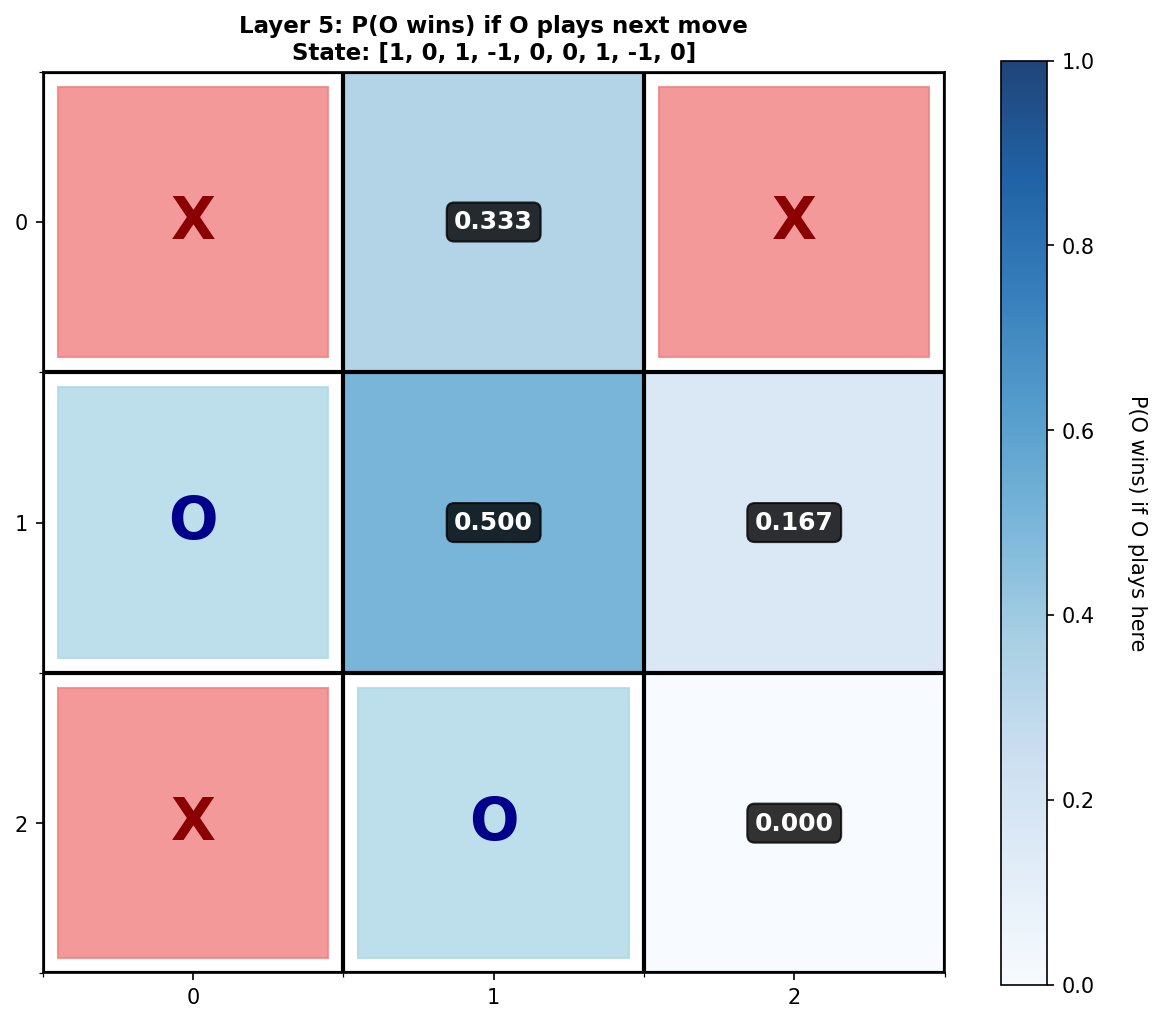 Layer 5: P(O wins) if O plays next move
State: [1, 0, 1, -1, 0, 0, 1, -1, 0]
X 0.333 X
O 0.500 0.167
X O 0.000
0
1
2
0 1 2
1.0
0.8
0.6
0.4
0.2
0.0
P(O wins) if O plays here